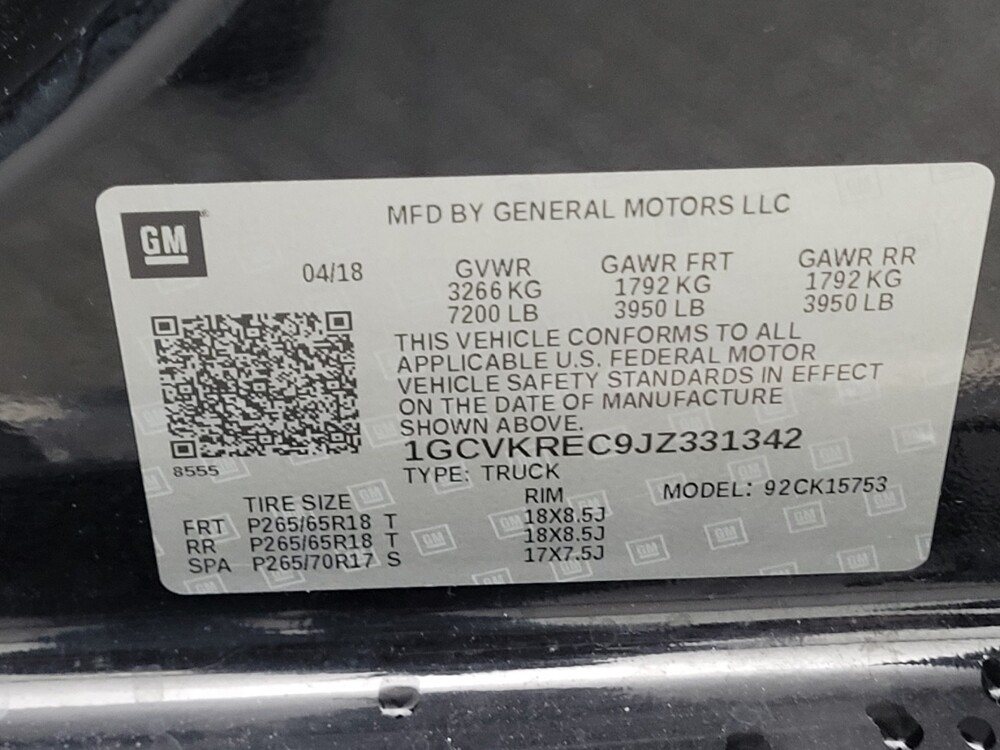 GM
MFD BY GENERAL MOTORS LLC
04/18
GVWR
3266 KG
7200 LB
GAWR FRT
1792 KG
3950 LB
GAWR RR
1792 KG
3950 LB
THIS VEHICLE CONFORMS TO ALL
APPLICABLE U.S. FEDERAL MOTOR
VEHICLE SAFETY STANDARDS IN EFFECT
ON THE DATE OF MANUFACTURE
SHOWN ABOVE.
1GCVKREC9JZ331342
8555
TYPE: TRUCK
MODEL: 92CK15753
TIRE SIZE RIM
FRT P265/65R18 T 18X8.5J
RR P265/65R18 T 18X8.5J
SPA P265/70R17 S 17X7.5J